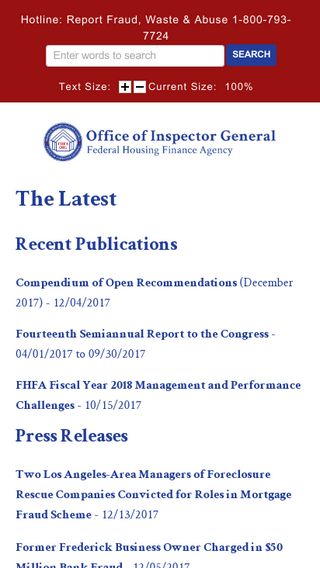 Hotline: Report Fraud, Waste & Abuse 1-800-793-
7724
Enter words to search
SEARCH
Text Size: + - Current Size: 100%
Office of Inspector General
Federal Housing Finance Agency
The Latest
Recent Publications
Compendium of Open Recommendations (December
2017) - 12/04/2017
Fourteenth Semiannual Report to the Congress -
04/01/2017 to 09/30/2017
FHFA Fiscal Year 2018 Management and Performance
Challenges - 10/15/2017
Press Releases
Two Los Angeles-Area Managers of Foreclosure
Rescue Companies Convicted for Roles in Mortgage
Fraud Scheme - 12/13/2017
Former Frederick Business Owner Charged in $50
Million Bank Fraud - 12/05/2017